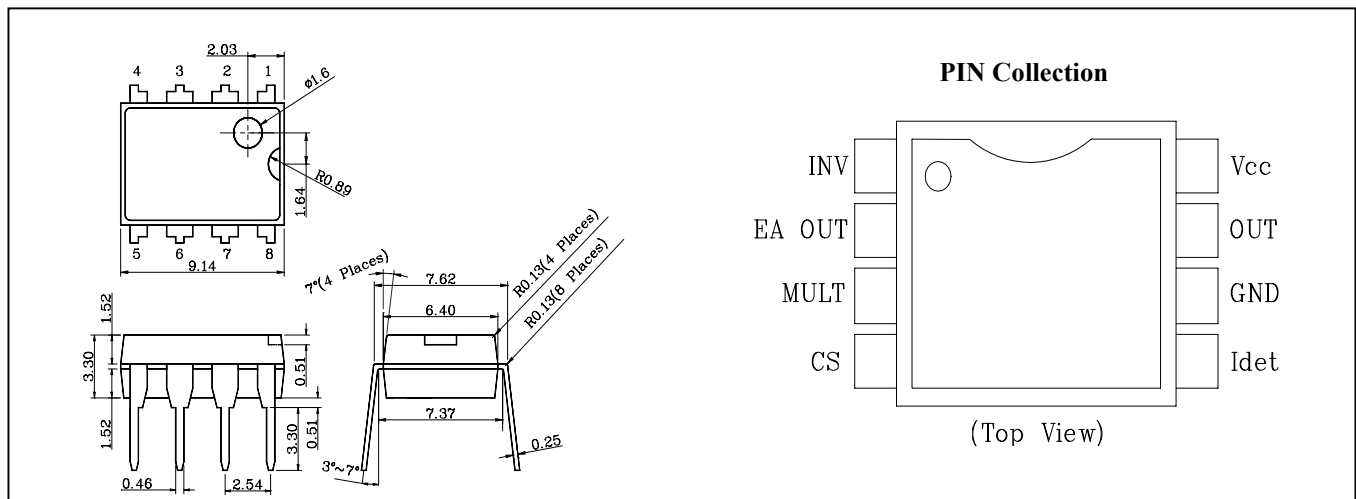 2.03
4 3 2 1
ø1.6
R0.89
1.64
5 6 7 8
9.14
7°(4 Places)
R0.13(4 Places)
R0.13(8 Places)
7.62
6.40
1.52
3.30
0.51
1.52
3.30
0.51
7.37
0.25
3°~7°
0.46
2.54
PIN Collection
INV Vcc
EA OUT OUT
MULT GND
CS Idet
(Top View)